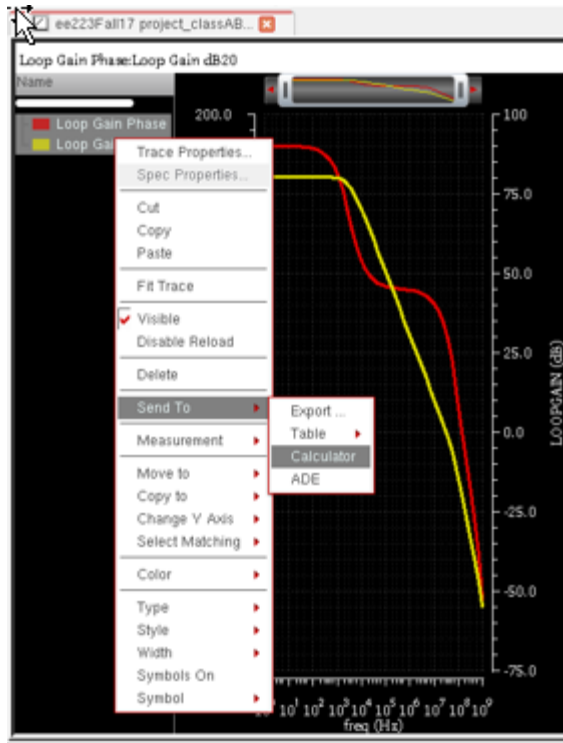 ee223Fall17 project_classAB...
Loop Gain Phase:Loop Gain dB20
Name
Loop Gain Phase
Loop Ga
200.0
100
75.0
50.0
25.0
0.0
-25.0
-50.0
-75.0
LOOPGAIN (dB)
Trace Properties...
Spec Properties...
Cut
Copy
Paste
Fit Trace
Visible
Disable Reload
Delete
Send To
Export ...
Table
Calculator
ADE
Measurement
Move to
Copy to
Change Y Axis
Select Matching
Color
Type
Style
Width
Symbols On
Symbol
10¹ 10² 10³ 10⁴ 10⁵ 10⁶ 10⁷ 10⁸ 10⁹
freq (Hz)